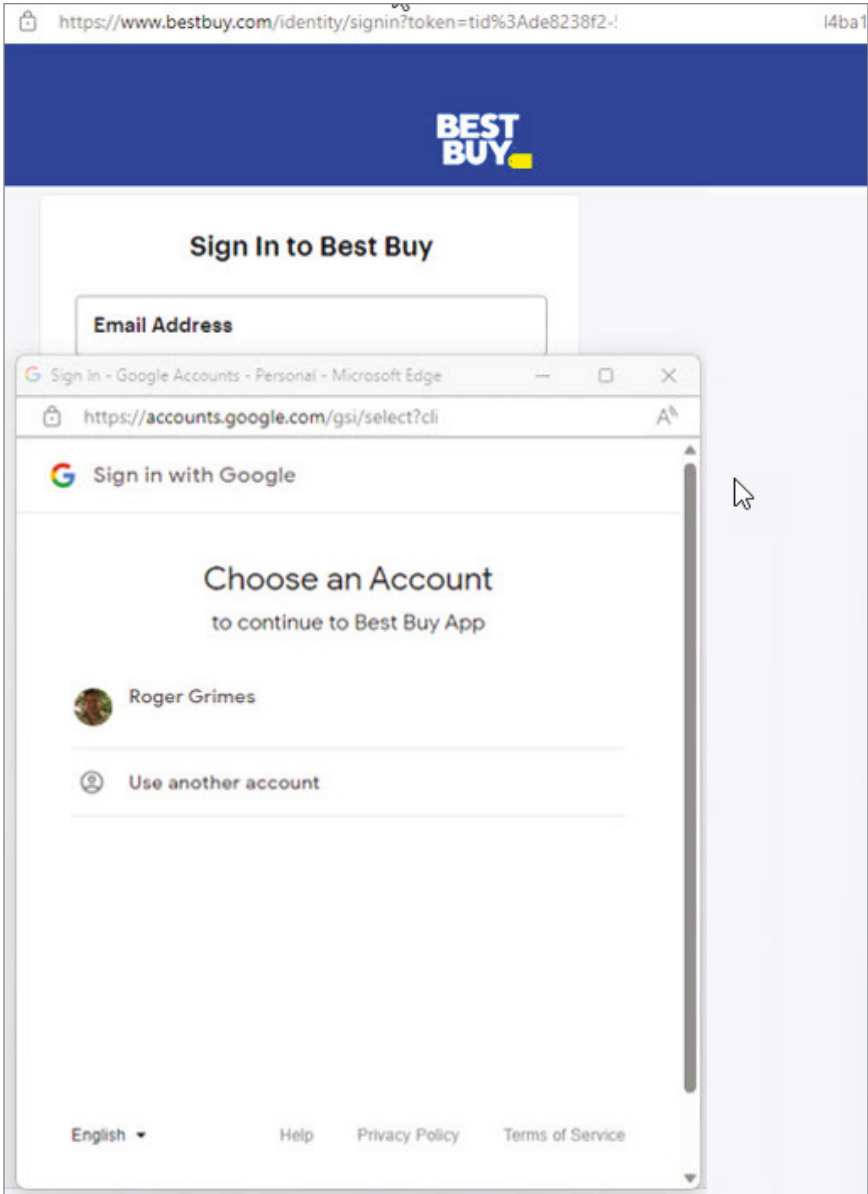 https://www.bestbuy.com/identity/signin?token=tid%3Ade8238f2-! l4ba1
BEST
BUY
Sign In to Best Buy
Email Address
Sign In - Google Accounts - Personal - Microsoft Edge
https://accounts.google.com/gsi/select?cli
Sign in with Google
Choose an Account
to continue to Best Buy App
Roger Grimes
Use another account
English Help Privacy Policy Terms of Service